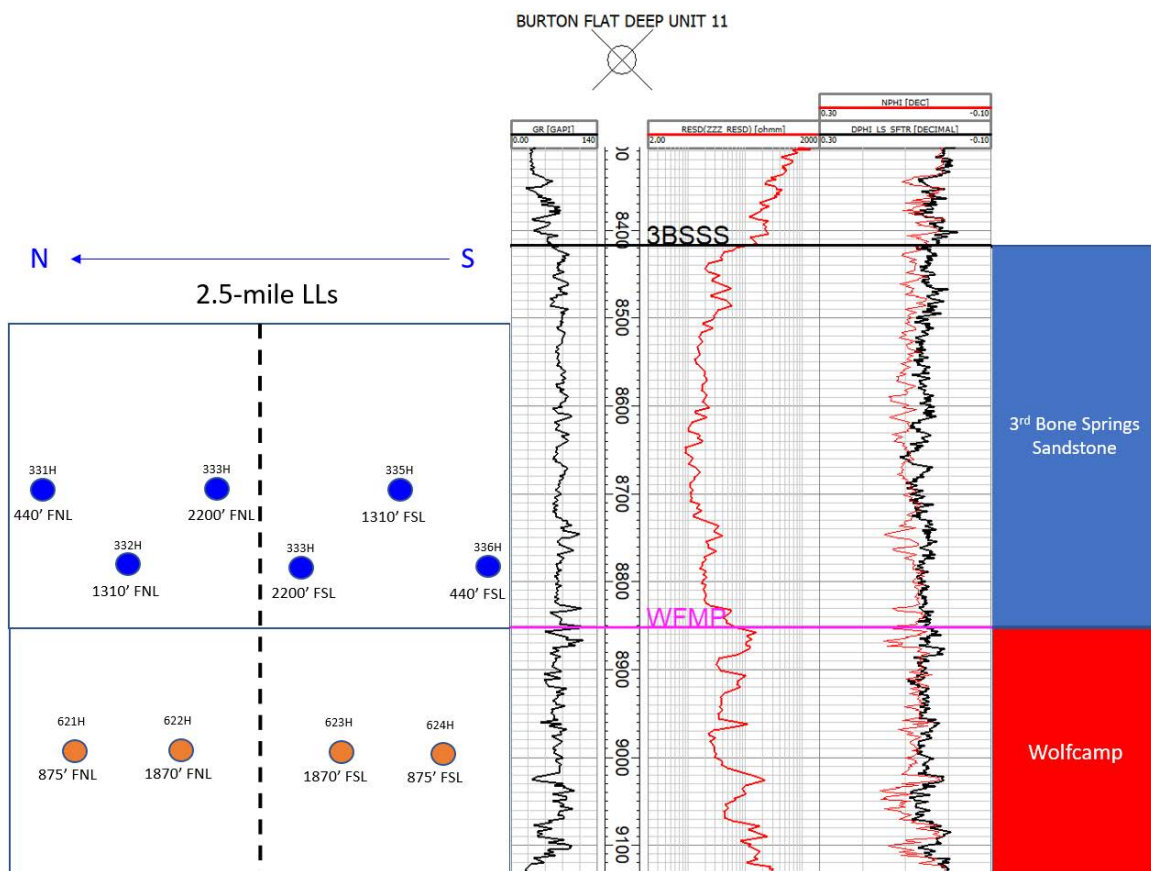 BURTON FLAT DEEP UNIT 11
NPHI [DEC]
0.30 -0.10
GR [GAPI] RESD(ZZZ_RESD) [ohmm] DPHI_LS_SFTR [DECIMAL]
0.00 140 2.00 2000 0.30 -0.10
3BSSS
8400
N S
2.5-mile LLs
8500
8600
3rd Bone Springs
Sandstone
331H 333H 335H
440' FNL 2200' FNL 1310' FSL
8700
332H 333H 336H
1310' FNL 2200' FSL 440' FSL
8800
WFMP
8900
621H 622H 623H 624H
875' FNL 1870' FNL 1870' FSL 875' FSL
9000
Wolfcamp
9100